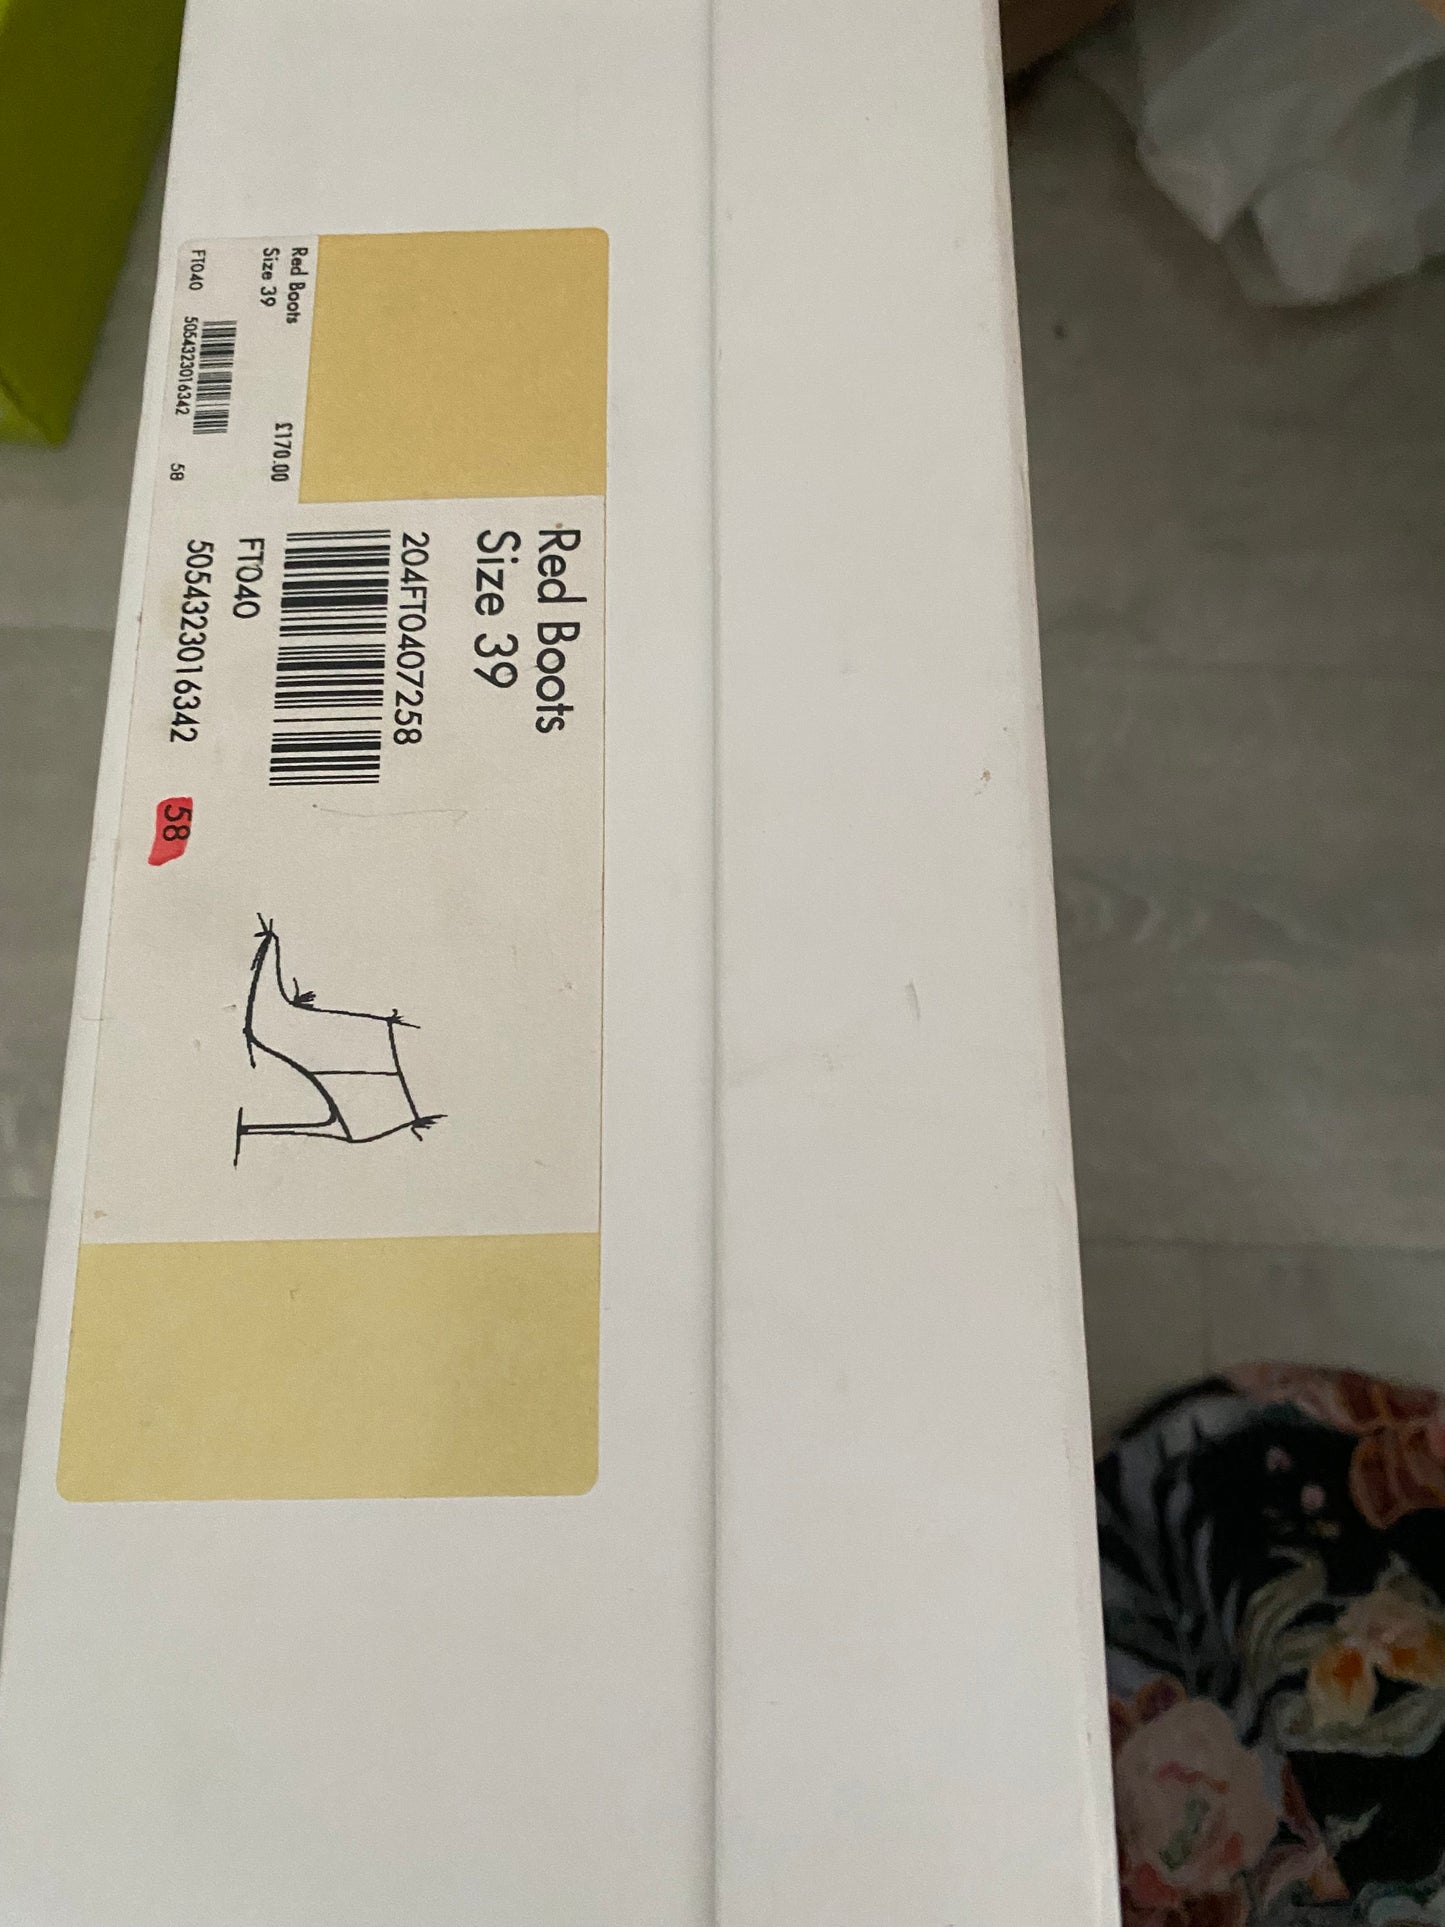 Red Boots
Size 39
£170.00
FT040 5054323016342 58
Red Boots
Size 39
204FT0407258
FT040
5054323016342 58